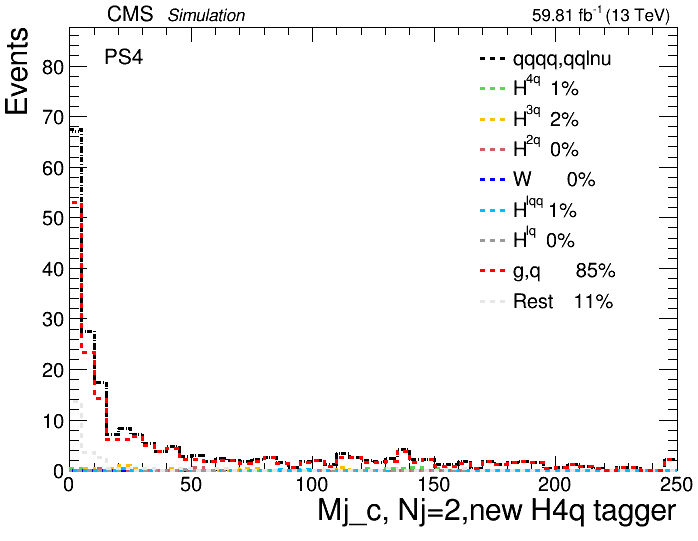 CMS Simulation 59.81 fb-1 (13 TeV)
Events
PS4
qqqq,qqlnu
H4q 1%
H3q 2%
H2q 0%
W 0%
Hlqq 1%
Hlq 0%
g,q 85%
Rest 11%
80
70
60
50
40
30
20
10
0
0 50 100 150 200 250
Mj_c, Nj=2,new H4q tagger